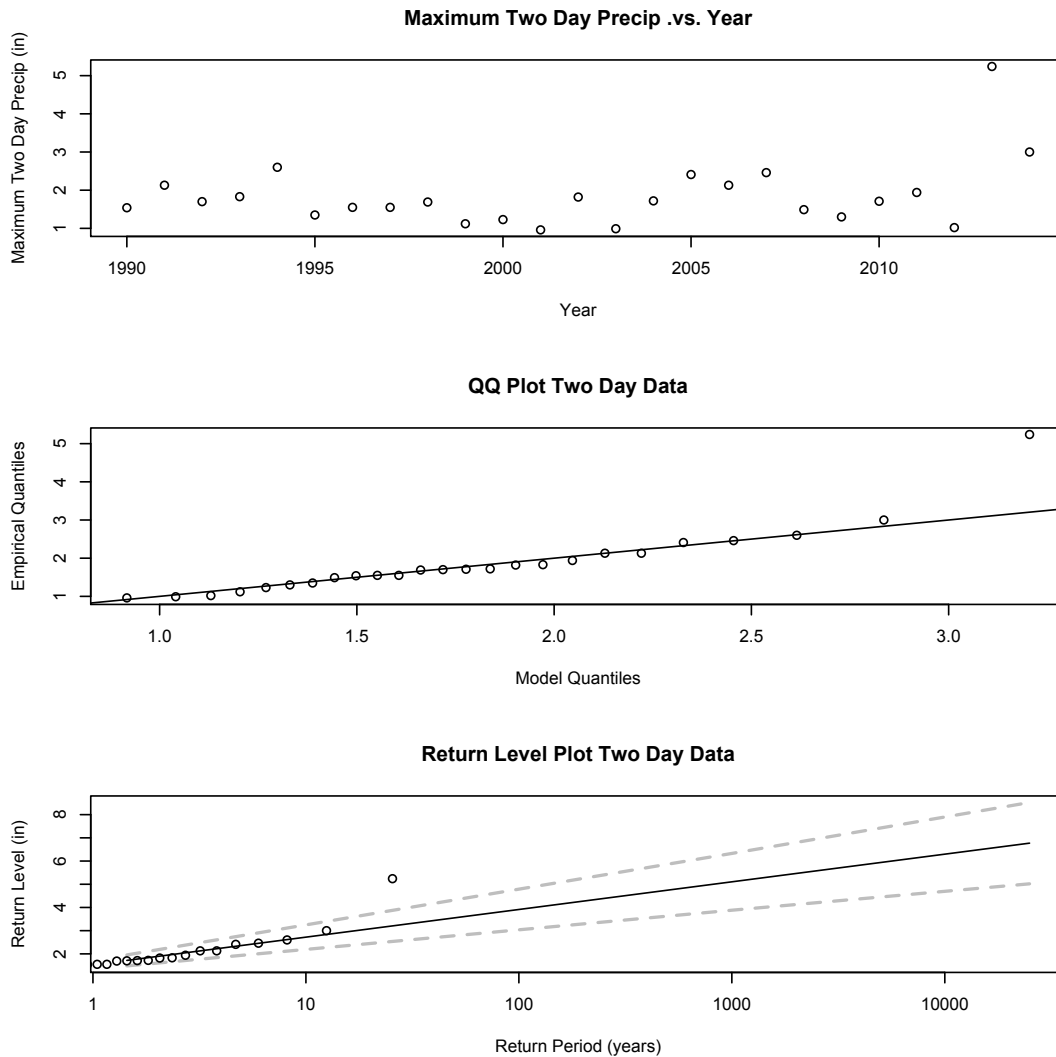 Maximum Two Day Precip .vs. Year
Maximum Two Day Precip (in)
5
4
3
2
1
1990 1995 2000 2005 2010
Year
QQ Plot Two Day Data
Empirical Quantiles
5
4
3
2
1
1.0 1.5 2.0 2.5 3.0
Model Quantiles
Return Level Plot Two Day Data
Return Level (in)
8
6
4
2
1 10 100 1000 10000
Return Period (years)